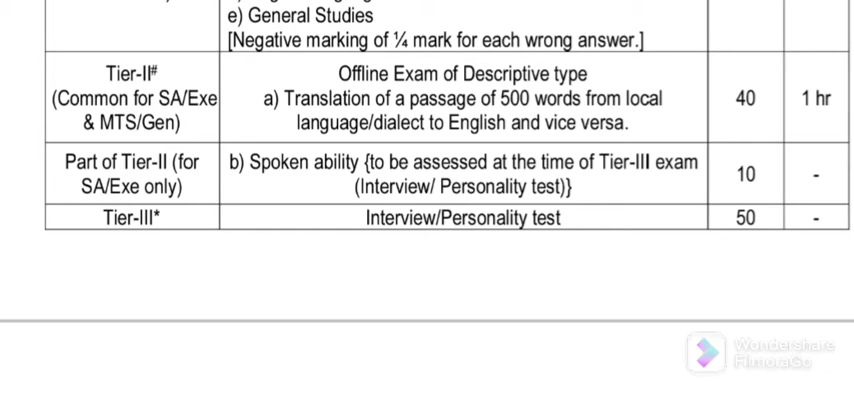 e) General Studies
[Negative marking of ¼ mark for each wrong answer.]
Tier-II#
(Common for SA/Exe
& MTS/Gen)
Offline Exam of Descriptive type
a) Translation of a passage of 500 words from local
language/dialect to English and vice versa.
40
1 hr
Part of Tier-II (for
SA/Exe only)
b) Spoken ability {to be assessed at the time of Tier-III exam
(Interview/ Personality test)}
10
-
Tier-III*
Interview/Personality test
50
-
Wondershare
FilmoraGo